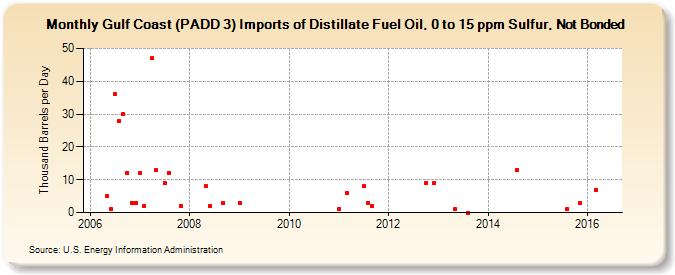 Monthly Gulf Coast (PADD 3) Imports of Distillate Fuel Oil, 0 to 15 ppm Sulfur, Not Bonded
Thousand Barrels per Day
50
40
30
20
10
0
2006 2008 2010 2012 2014 2016
Source: U.S. Energy Information Administration